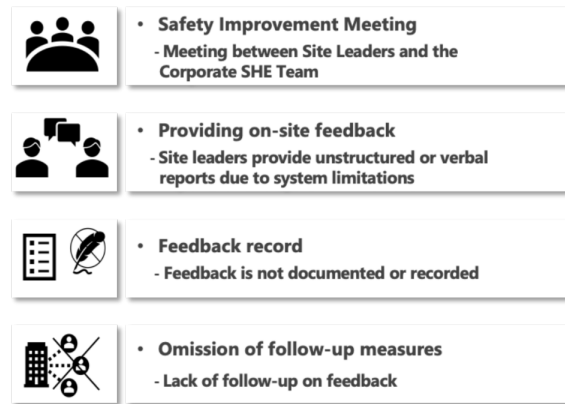 • Safety Improvement Meeting
- Meeting between Site Leaders and the
Corporate SHE Team
• Providing on-site feedback
- Site leaders provide unstructured or verbal
reports due to system limitations
• Feedback record
- Feedback is not documented or recorded
• Omission of follow-up measures
- Lack of follow-up on feedback